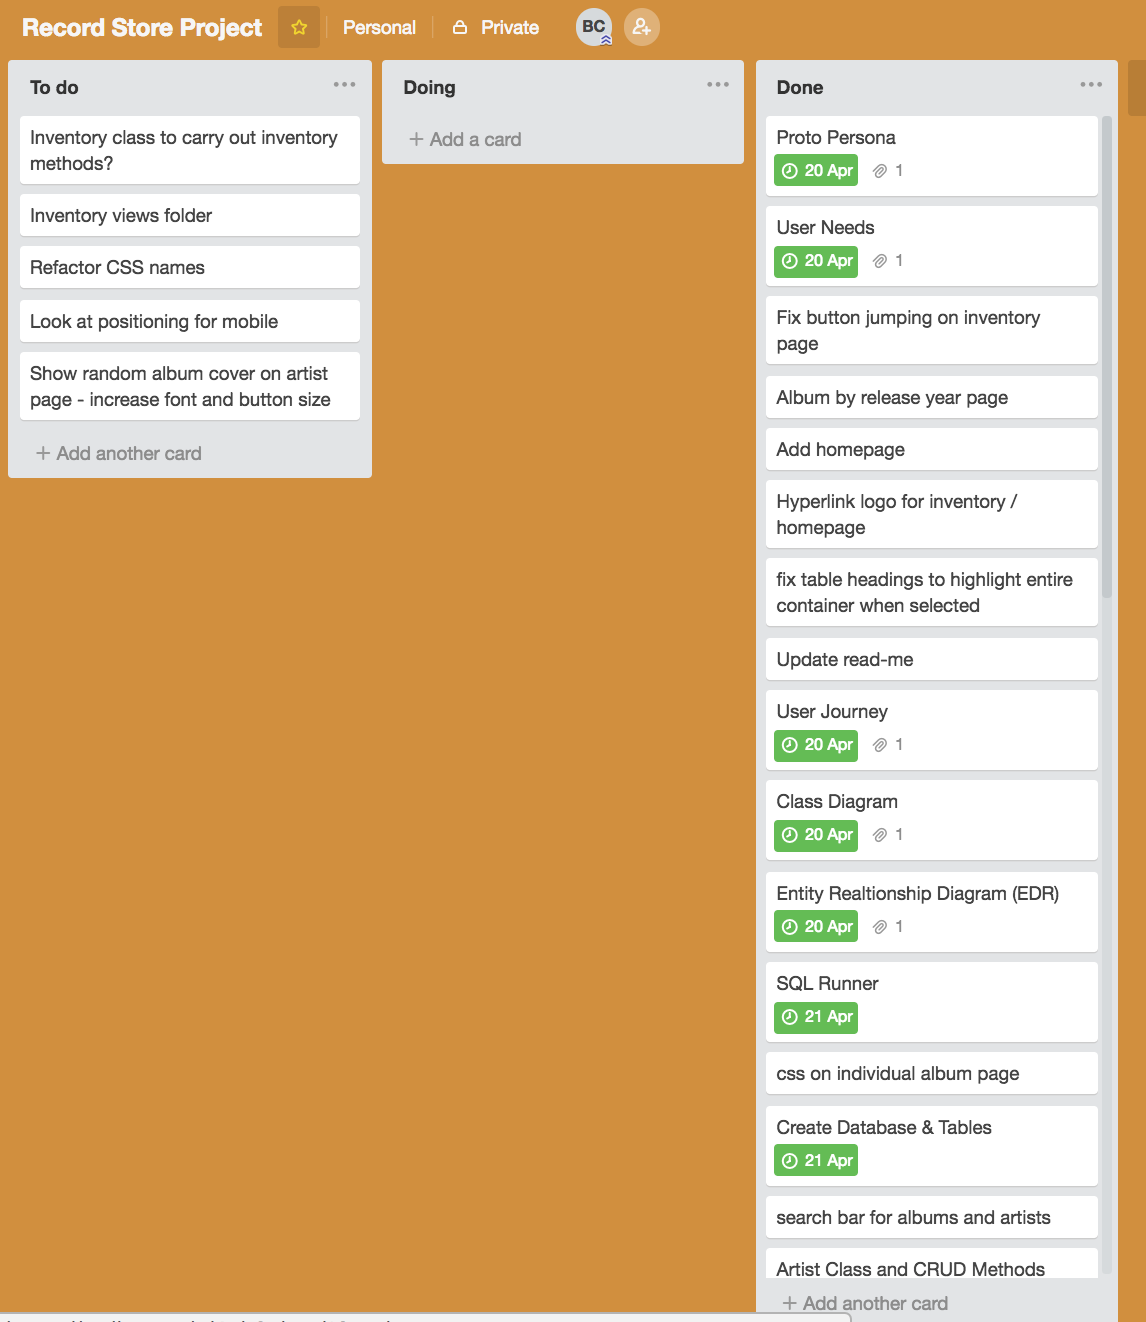 Record Store Project
Personal
Private
BC
To do
Inventory class to carry out inventory
methods?
Inventory views folder
Refactor CSS names
Look at positioning for mobile
Show random album cover on artist
page - increase font and button size
+ Add another card
Doing
+ Add a card
Done
Proto Persona
20 Apr 1
User Needs
20 Apr 1
Fix button jumping on inventory
page
Album by release year page
Add homepage
Hyperlink logo for inventory /
homepage
fix table headings to highlight entire
container when selected
Update read-me
User Journey
20 Apr 1
Class Diagram
20 Apr 1
Entity Realtionship Diagram (EDR)
20 Apr 1
SQL Runner
21 Apr
css on individual album page
Create Database & Tables
21 Apr
search bar for albums and artists
Artist Class and CRUD Methods
+ Add another card